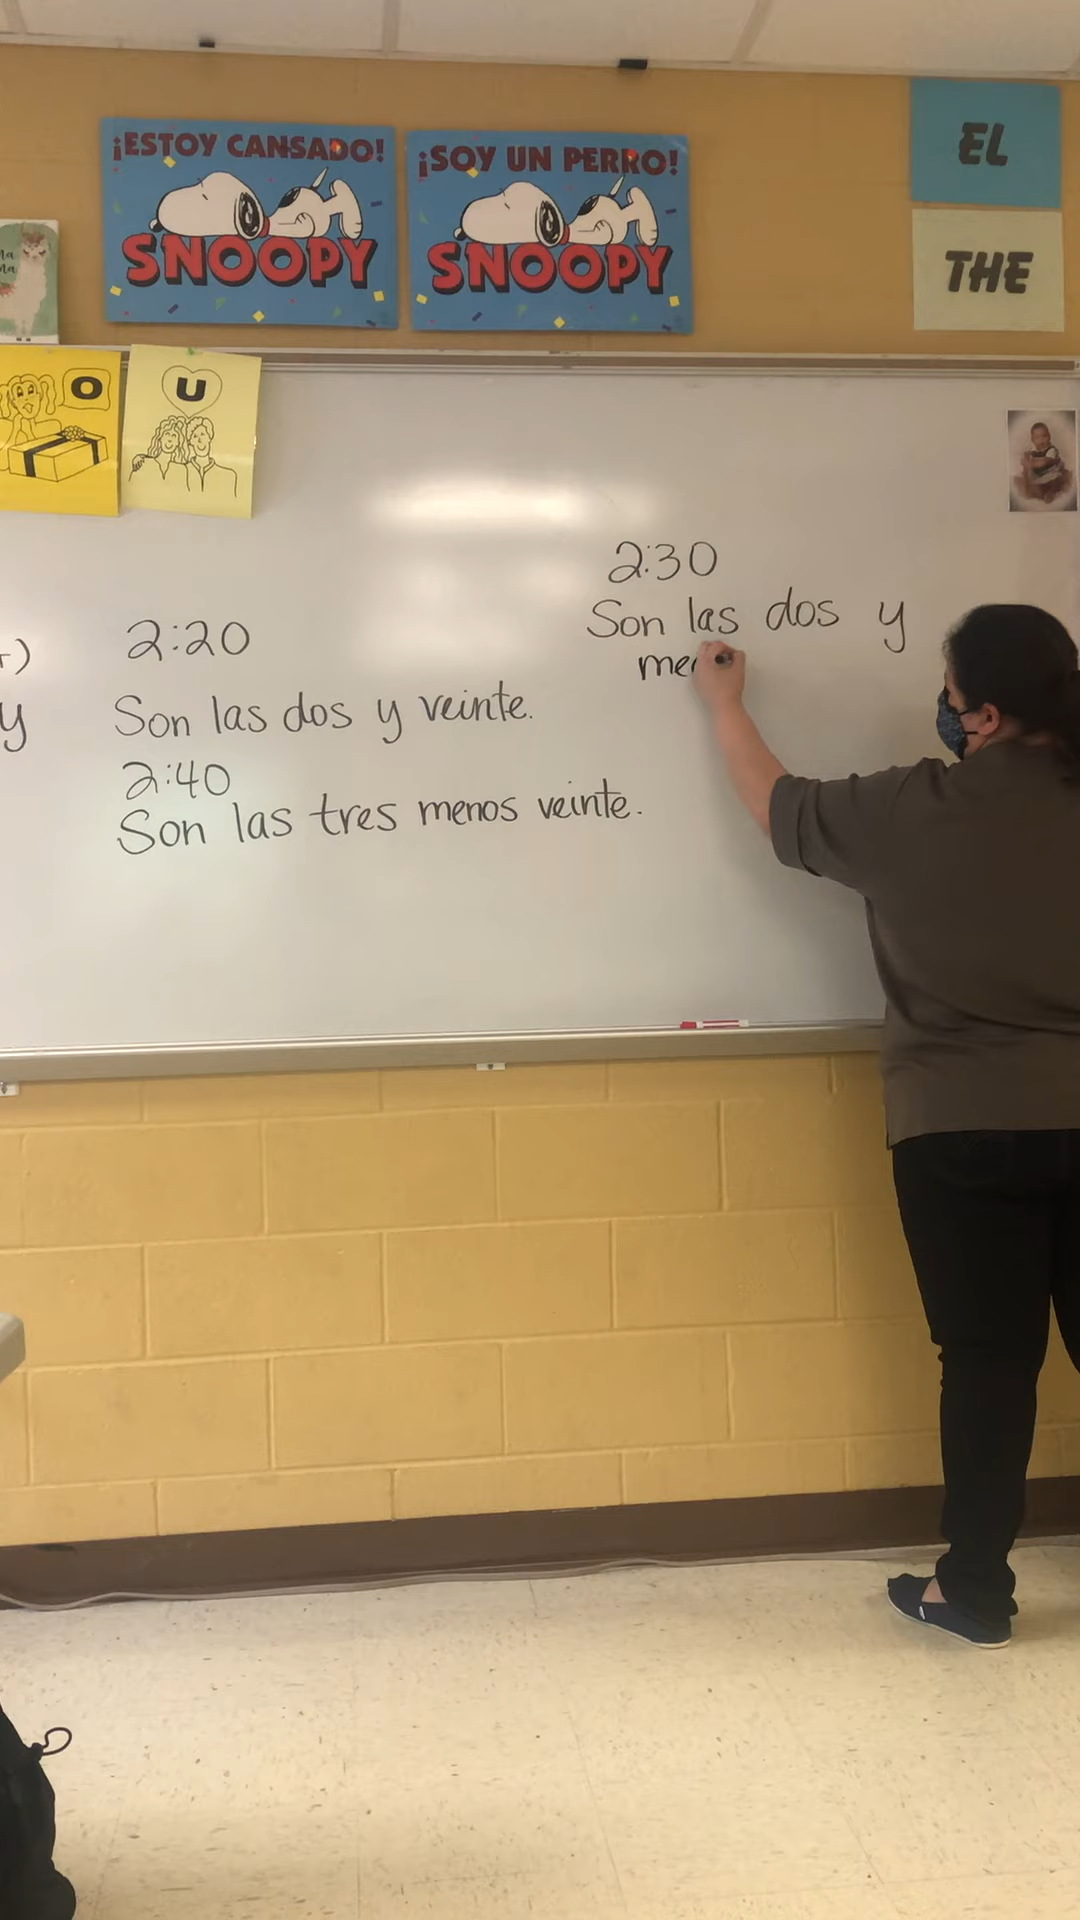 ¡ESTOY CANSADO!
SNOOPY
¡SOY UN PERRO!
SNOOPY
EL
THE
O
U
y
2:20
Son las dos y veinte.
2:40
Son las tres menos veinte.
2:30
Son las dos y
me